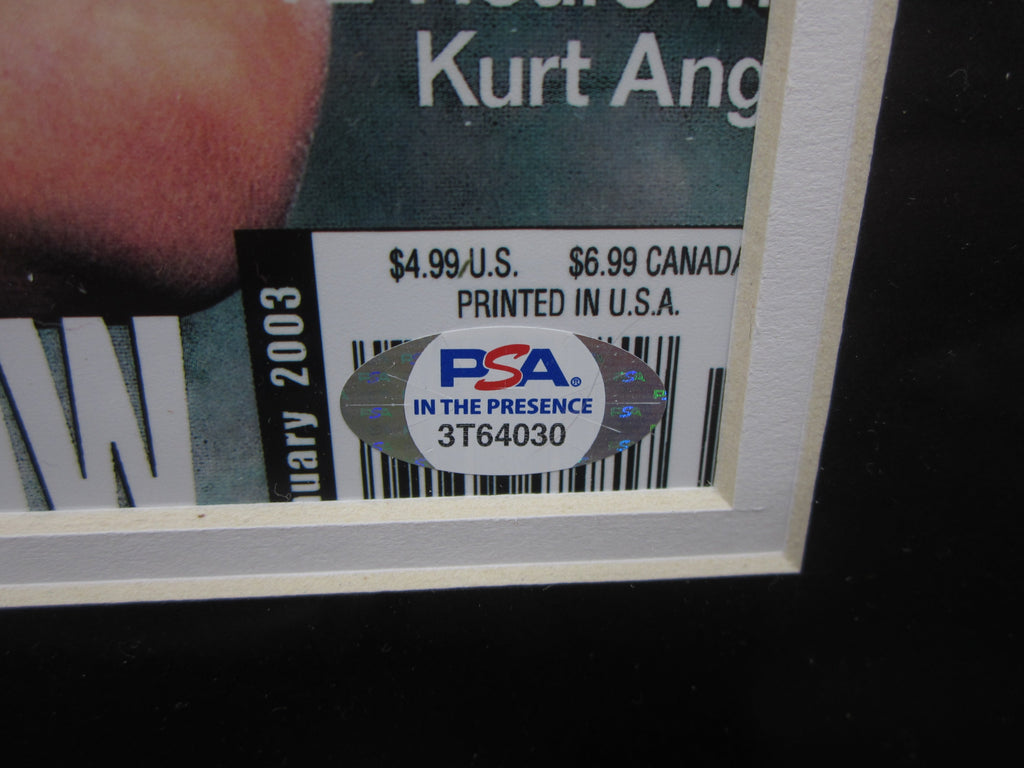 Kurt Ang
$4.99 U.S. $6.99 CANADA
PRINTED IN U.S.A.
uary 2003
W
PSA®
IN THE PRESENCE
3T64030